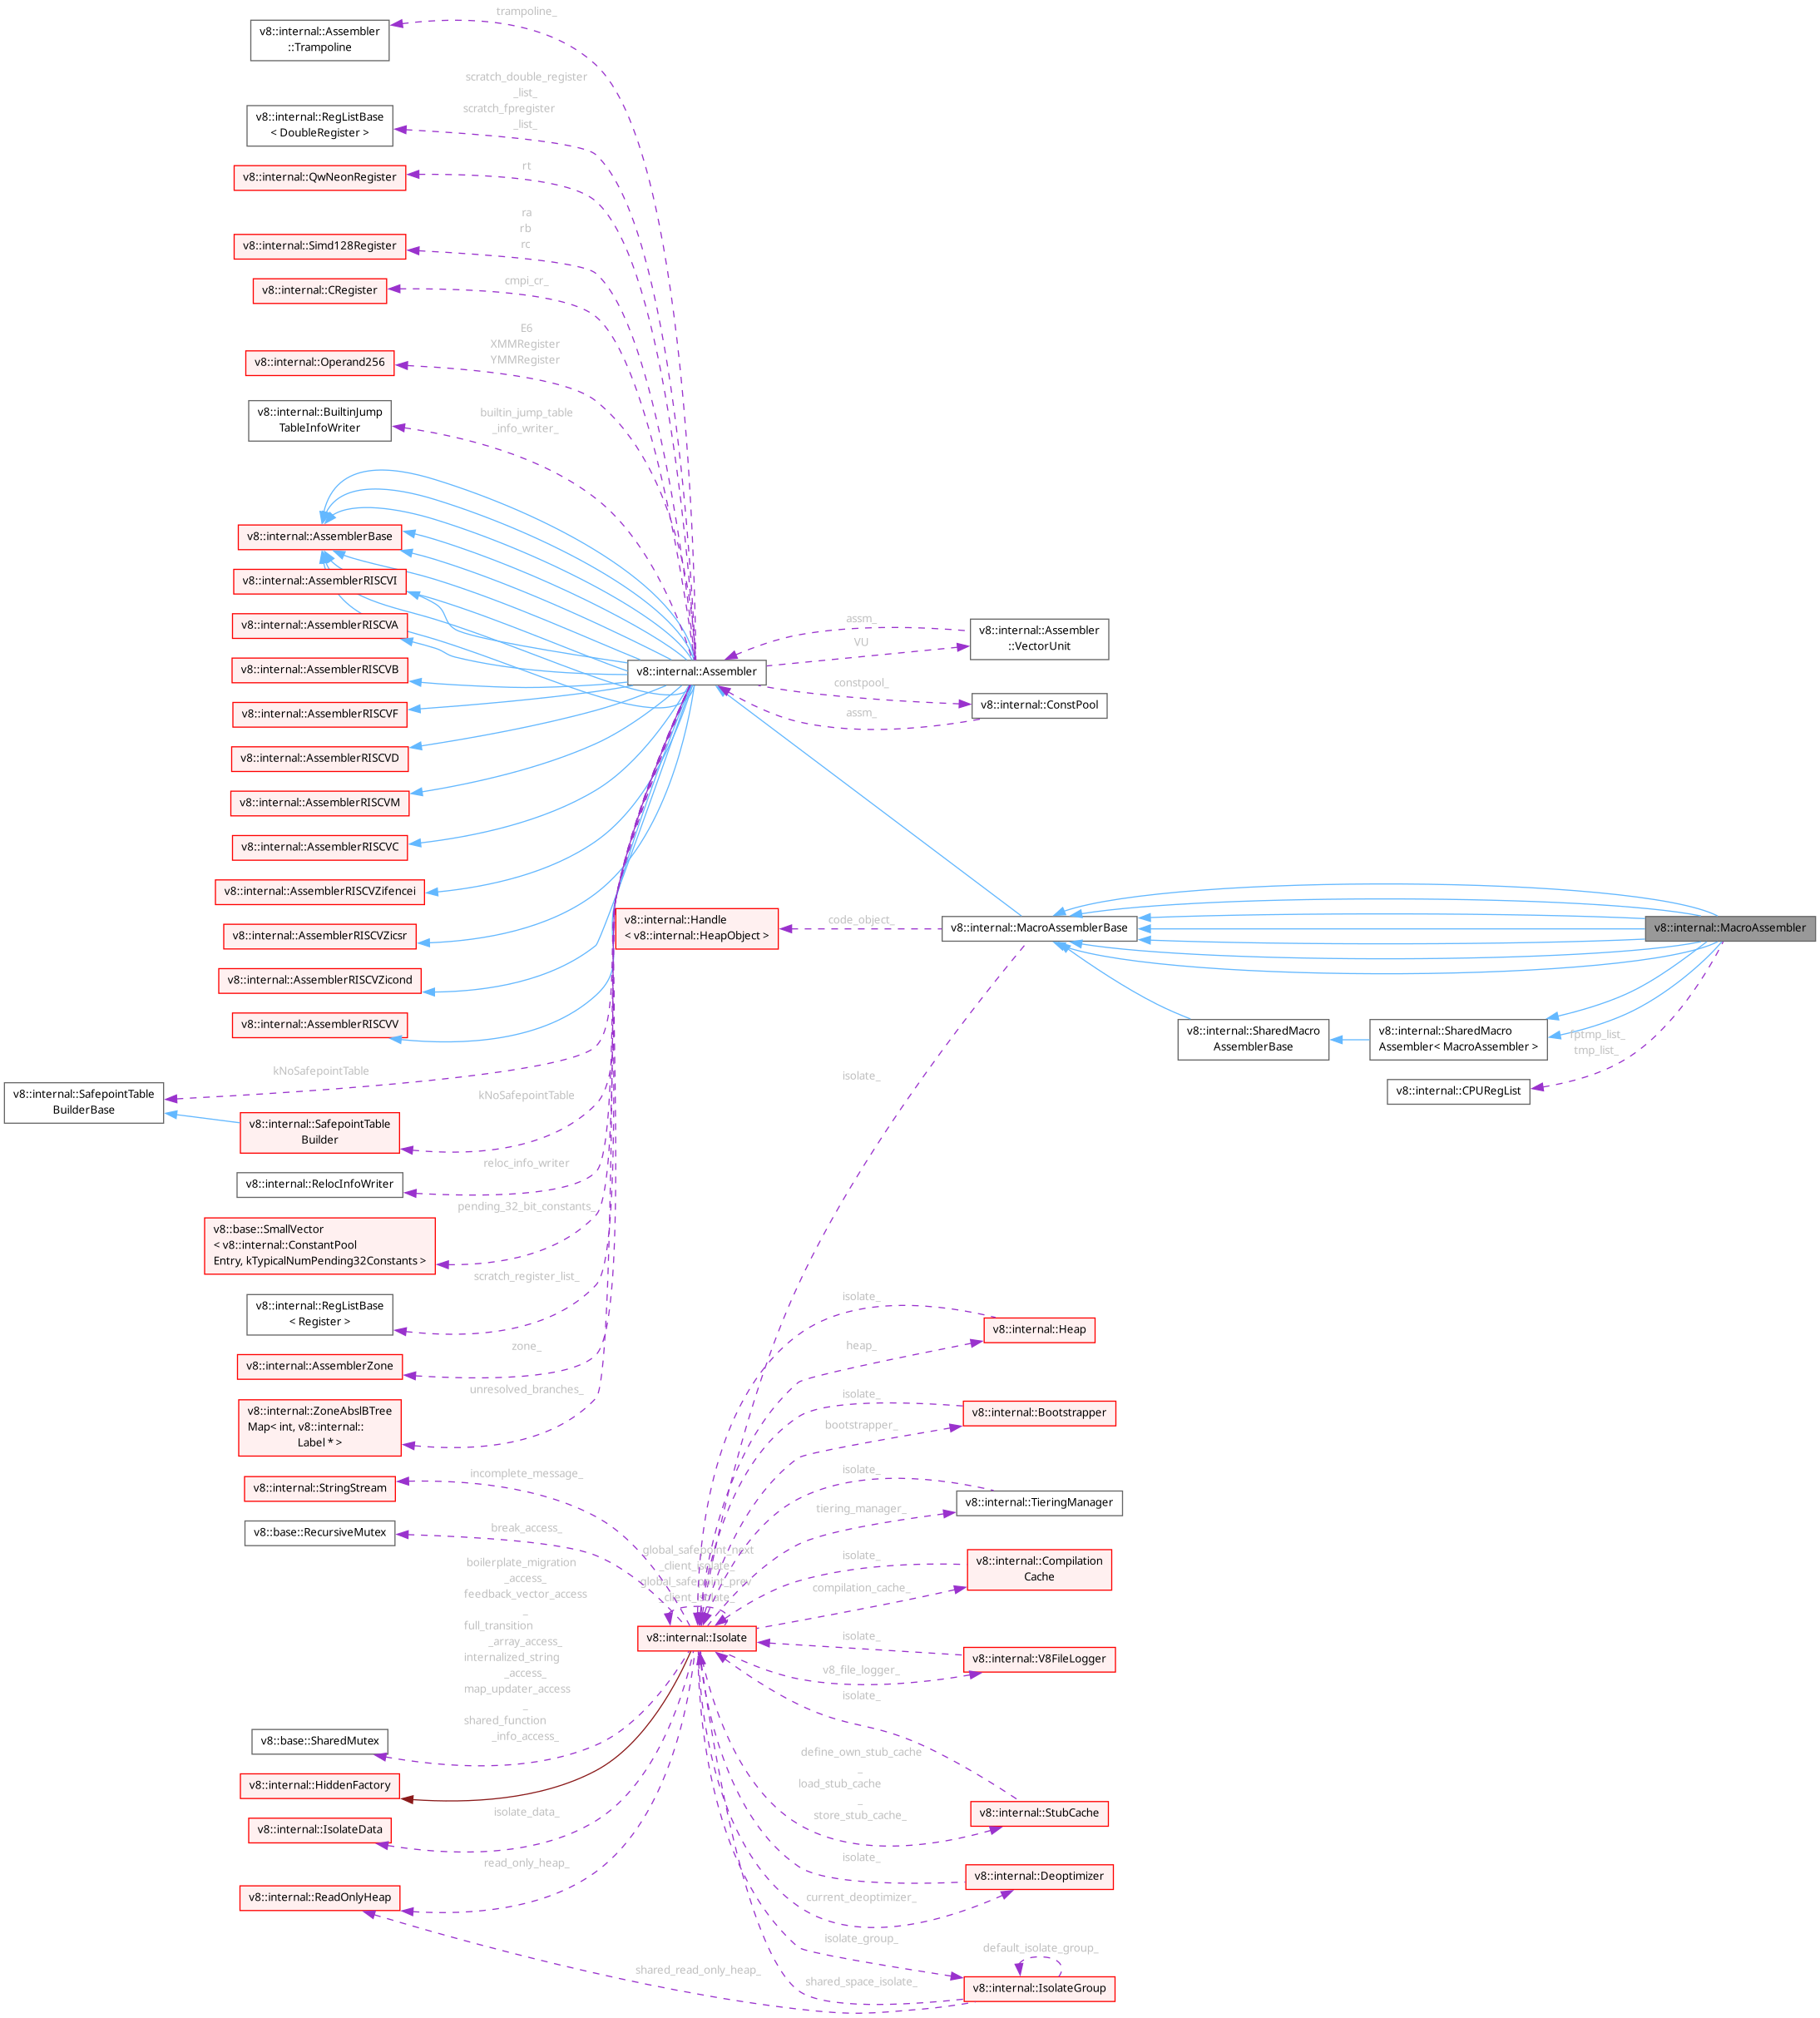 trampoline_
v8::internal::Assembler
::Trampoline
scratch_double_register
_list_
scratch_fpregister
_list_
v8::internal::RegListBase
< DoubleRegister >
rt
v8::internal::QwNeonRegister
ra
rb
rc
v8::internal::Simd128Register
cmpi_cr_
v8::internal::CRegister
E6
XMMRegister
YMMRegister
v8::internal::Operand256
builtin_jump_table
_info_writer_
v8::internal::BuiltinJump
TableInfoWriter
v8::internal::AssemblerBase
v8::internal::AssemblerRISCVI
v8::internal::AssemblerRISCVA
v8::internal::AssemblerRISCVB
v8::internal::AssemblerRISCVF
v8::internal::AssemblerRISCVD
v8::internal::AssemblerRISCVM
v8::internal::AssemblerRISCVC
v8::internal::AssemblerRISCVZifencei
v8::internal::AssemblerRISCVZicsr
v8::internal::AssemblerRISCVZicond
v8::internal::AssemblerRISCVV
v8::internal::Assembler
assm_
VU
v8::internal::Assembler
::VectorUnit
constpool_
assm_
v8::internal::ConstPool
v8::internal::Handle
< v8::internal::HeapObject >
code_object_
v8::internal::MacroAssemblerBase
v8::internal::MacroAssembler
v8::internal::SharedMacro
AssemblerBase
v8::internal::SharedMacro
Assembler< MacroAssembler >
fptmp_list_
tmp_list_
v8::internal::CPURegList
isolate_
kNoSafepointTable
v8::internal::SafepointTable
BuilderBase
kNoSafepointTable
v8::internal::SafepointTable
Builder
reloc_info_writer
v8::internal::RelocInfoWriter
pending_32_bit_constants_
v8::base::SmallVector
< v8::internal::ConstantPool
Entry, kTypicalNumPending32Constants >
scratch_register_list_
v8::internal::RegListBase
< Register >
zone_
v8::internal::AssemblerZone
unresolved_branches_
v8::internal::ZoneAbslBTree
Map< int, v8::internal::
Label * >
incomplete_message_
v8::internal::StringStream
break_access_
v8::base::RecursiveMutex
boilerplate_migration
_access_
feedback_vector_access
_
full_transition
_array_access_
internalized_string
_access_
map_updater_access
_
shared_function
_info_access_
v8::base::SharedMutex
v8::internal::HiddenFactory
isolate_data_
v8::internal::IsolateData
read_only_heap_
v8::internal::ReadOnlyHeap
global_safepoint_next
_client_isolate_
global_safepoint_prev
_client_isolate_
v8::internal::Isolate
isolate_
heap_
v8::internal::Heap
isolate_
bootstrapper_
v8::internal::Bootstrapper
isolate_
tiering_manager_
v8::internal::TieringManager
isolate_
compilation_cache_
v8::internal::Compilation
Cache
isolate_
v8_file_logger_
v8::internal::V8FileLogger
isolate_
define_own_stub_cache
_
load_stub_cache
_
store_stub_cache_
v8::internal::StubCache
isolate_
current_deoptimizer_
v8::internal::Deoptimizer
isolate_group_
shared_space_isolate_
default_isolate_group_
v8::internal::IsolateGroup
shared_read_only_heap_